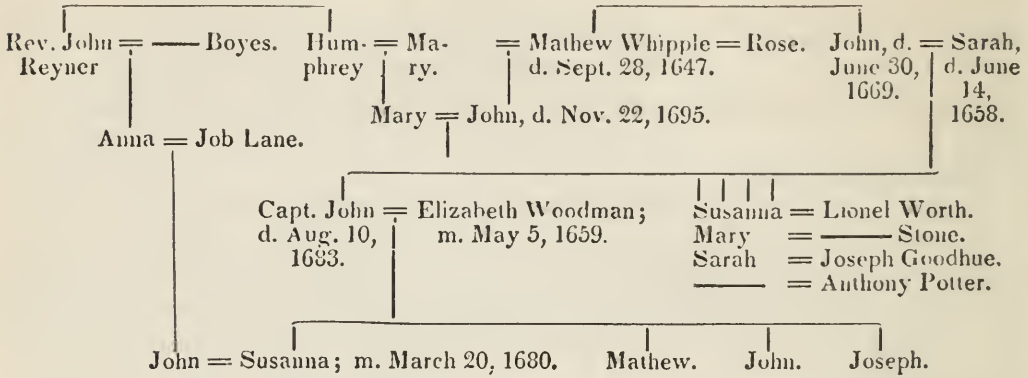 Rev. John = — Boyes. Hum- = Ma- = Mathew Whipple = Rose. John, d. = Sarah,
Reyner phrey ry. d. Sept. 28, 1647. June 30, d. June
1669. 14,
Mary = John, d. Nov. 22, 1695. 1658.
Anna = Job Lane.
Capt. John = Elizabeth Woodman; Susanna = Lionel Worth.
d. Aug. 10, m. May 5, 1659. Mary = — Stone.
1683. Sarah = Joseph Goodhue.
— = Anthony Potter.
John = Susanna; m. March 20, 1680. Mathew. John. Joseph.